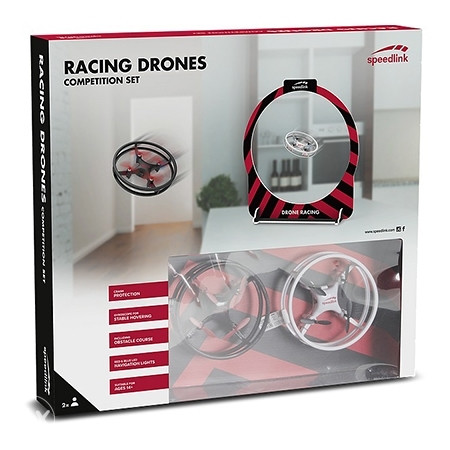 RACING DRONES
COMPETITION SET
speedlink
speedlink
DRONE RACING
www.speedlink.com
CRASH
PROTECTION
GYROSCOPE FOR
STABLE HOVERING
INCLUDING
OBSTACLE COURSE
RED & BLUE LED
NAVIGATION LIGHTS
SUITABLE FOR
AGES 14+
speedlink
RACING DRONES COMPETITION SET
speedlink
2x